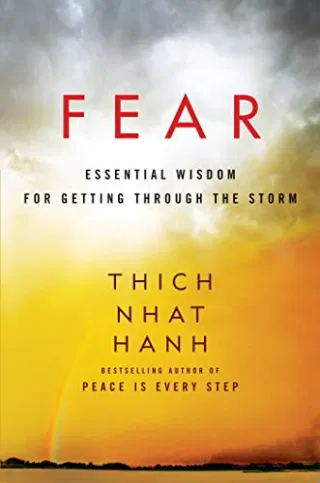 FEAR
ESSENTIAL WISDOM
FOR GETTING THROUGH THE STORM
THICH
NHAT
HANH
BESTSELLING AUTHOR OF
PEACE IS EVERY STEP